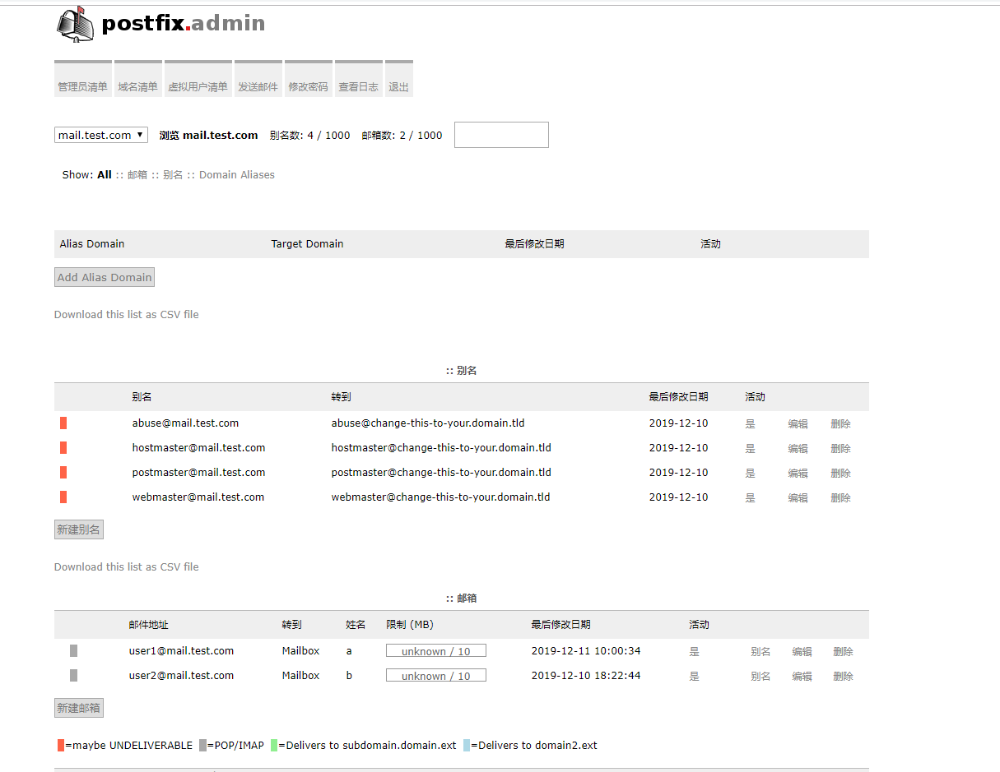 postfix.admin
管理员清单 域名清单 虚拟用户清单 发送邮件 修改密码 查看日志 退出
mail.test.com 浏览 mail.test.com 别名数: 4 / 1000 邮箱数: 2 / 1000
Show: All :: 邮箱 :: 别名 :: Domain Aliases
Alias Domain Target Domain 最后修改日期 活动
Add Alias Domain
Download this list as CSV file
:: 别名
别名 转到 最后修改日期 活动
abuse@mail.test.com abuse@change-this-to-your.domain.tld 2019-12-10 是 编辑 删除
hostmaster@mail.test.com hostmaster@change-this-to-your.domain.tld 2019-12-10 是 编辑 删除
postmaster@mail.test.com postmaster@change-this-to-your.domain.tld 2019-12-10 是 编辑 删除
webmaster@mail.test.com webmaster@change-this-to-your.domain.tld 2019-12-10 是 编辑 删除
新建别名
Download this list as CSV file
:: 邮箱
邮件地址 转到 姓名 限制 (MB) 最后修改日期 活动
user1@mail.test.com Mailbox a unknown / 10 2019-12-11 10:00:34 是 别名 编辑 删除
user2@mail.test.com Mailbox b unknown / 10 2019-12-10 18:22:44 是 别名 编辑 删除
新建邮箱
=maybe UNDELIVERABLE =POP/IMAP =Delivers to subdomain.domain.ext =Delivers to domain2.ext